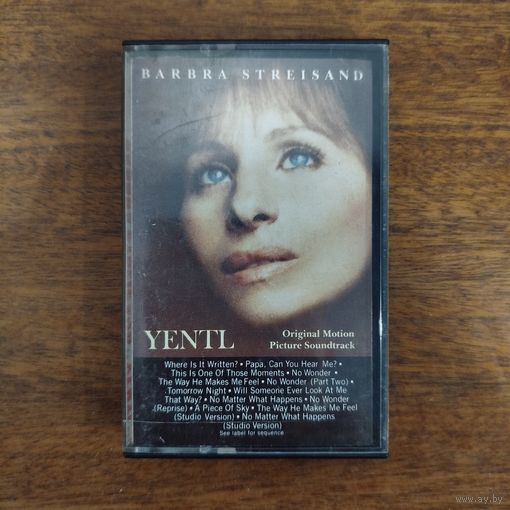 BARBRA STREISAND
YENTL
Original Motion
Picture Soundtrack
Where Is It Written? • Papa, Can You Hear Me? •
This Is One Of Those Moments • No Wonder •
The Way He Makes Me Feel • No Wonder (Part Two) •
Tomorrow Night • Will Someone Ever Look At Me
That Way? • No Matter What Happens • No Wonder
(Reprise) • A Piece Of Sky • The Way He Makes Me Feel
(Studio Version) • No Matter What Happens
(Studio Version)
See label for sequence
www.ay.by